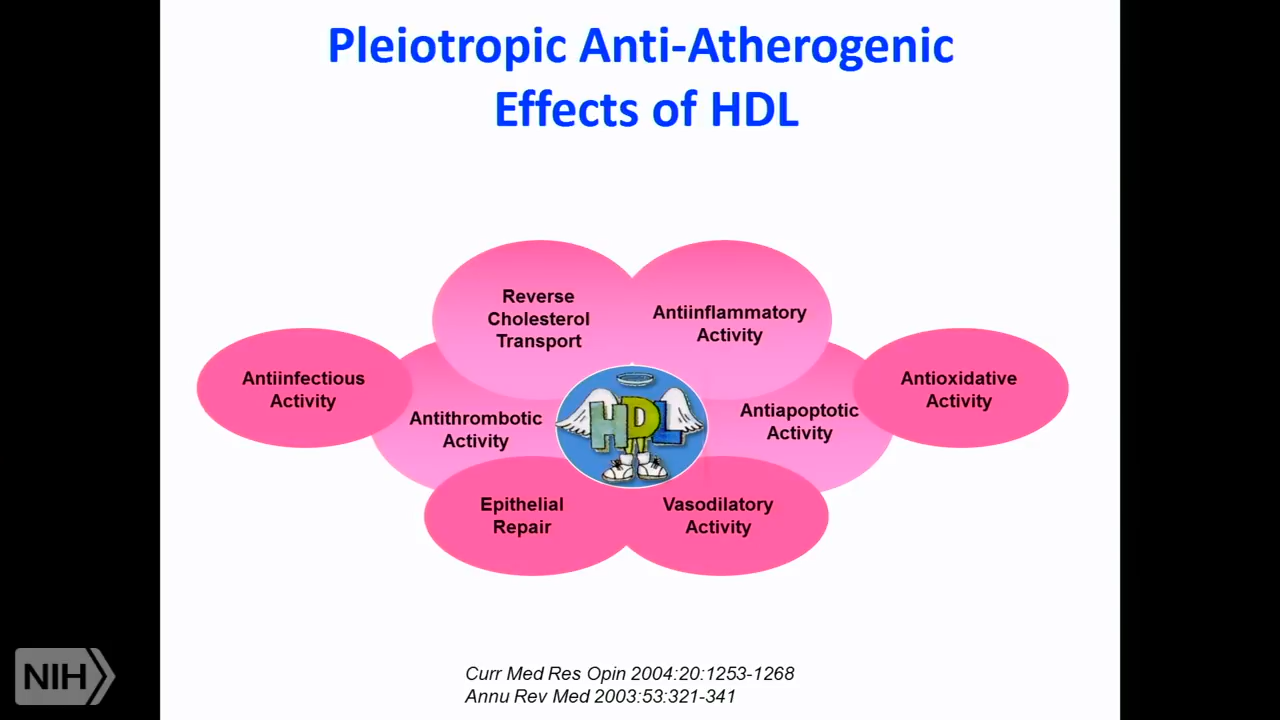 Pleiotropic Anti-Atherogenic
Effects of HDL
Reverse
Cholesterol
Transport
Antiinflammatory
Activity
Antiinfectious
Activity
Antioxidative
Activity
Antithrombotic
Activity
HDL
Antiapoptotic
Activity
Epithelial
Repair
Vasodilatory
Activity
Curr Med Res Opin 2004:20:1253-1268
Annu Rev Med 2003:53:321-341
NIH